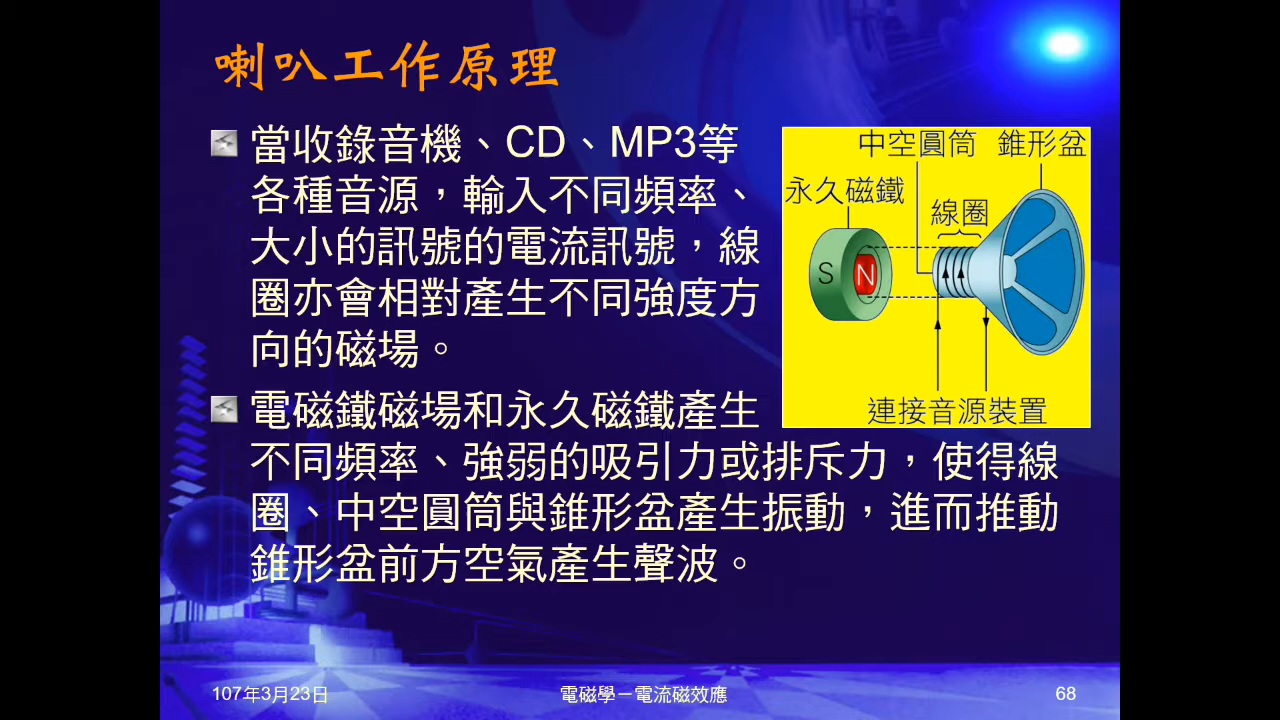 喇叭工作原理
當收錄音機、CD、MP3等
各種音源，輸入不同頻率、
大小的訊號的電流訊號，線
圈亦會相對產生不同強度方
向的磁場。
電磁鐵磁場和永久磁鐵產生
不同頻率、強弱的吸引力或排斥力，使得線
圈、中空圓筒與錐形盆產生振動，進而推動
錐形盆前方空氣產生聲波。
中空圓筒 錐形盆
永久磁鐵
線圈
S N
連接音源裝置
107年3月23日 電磁學－電流磁效應 68